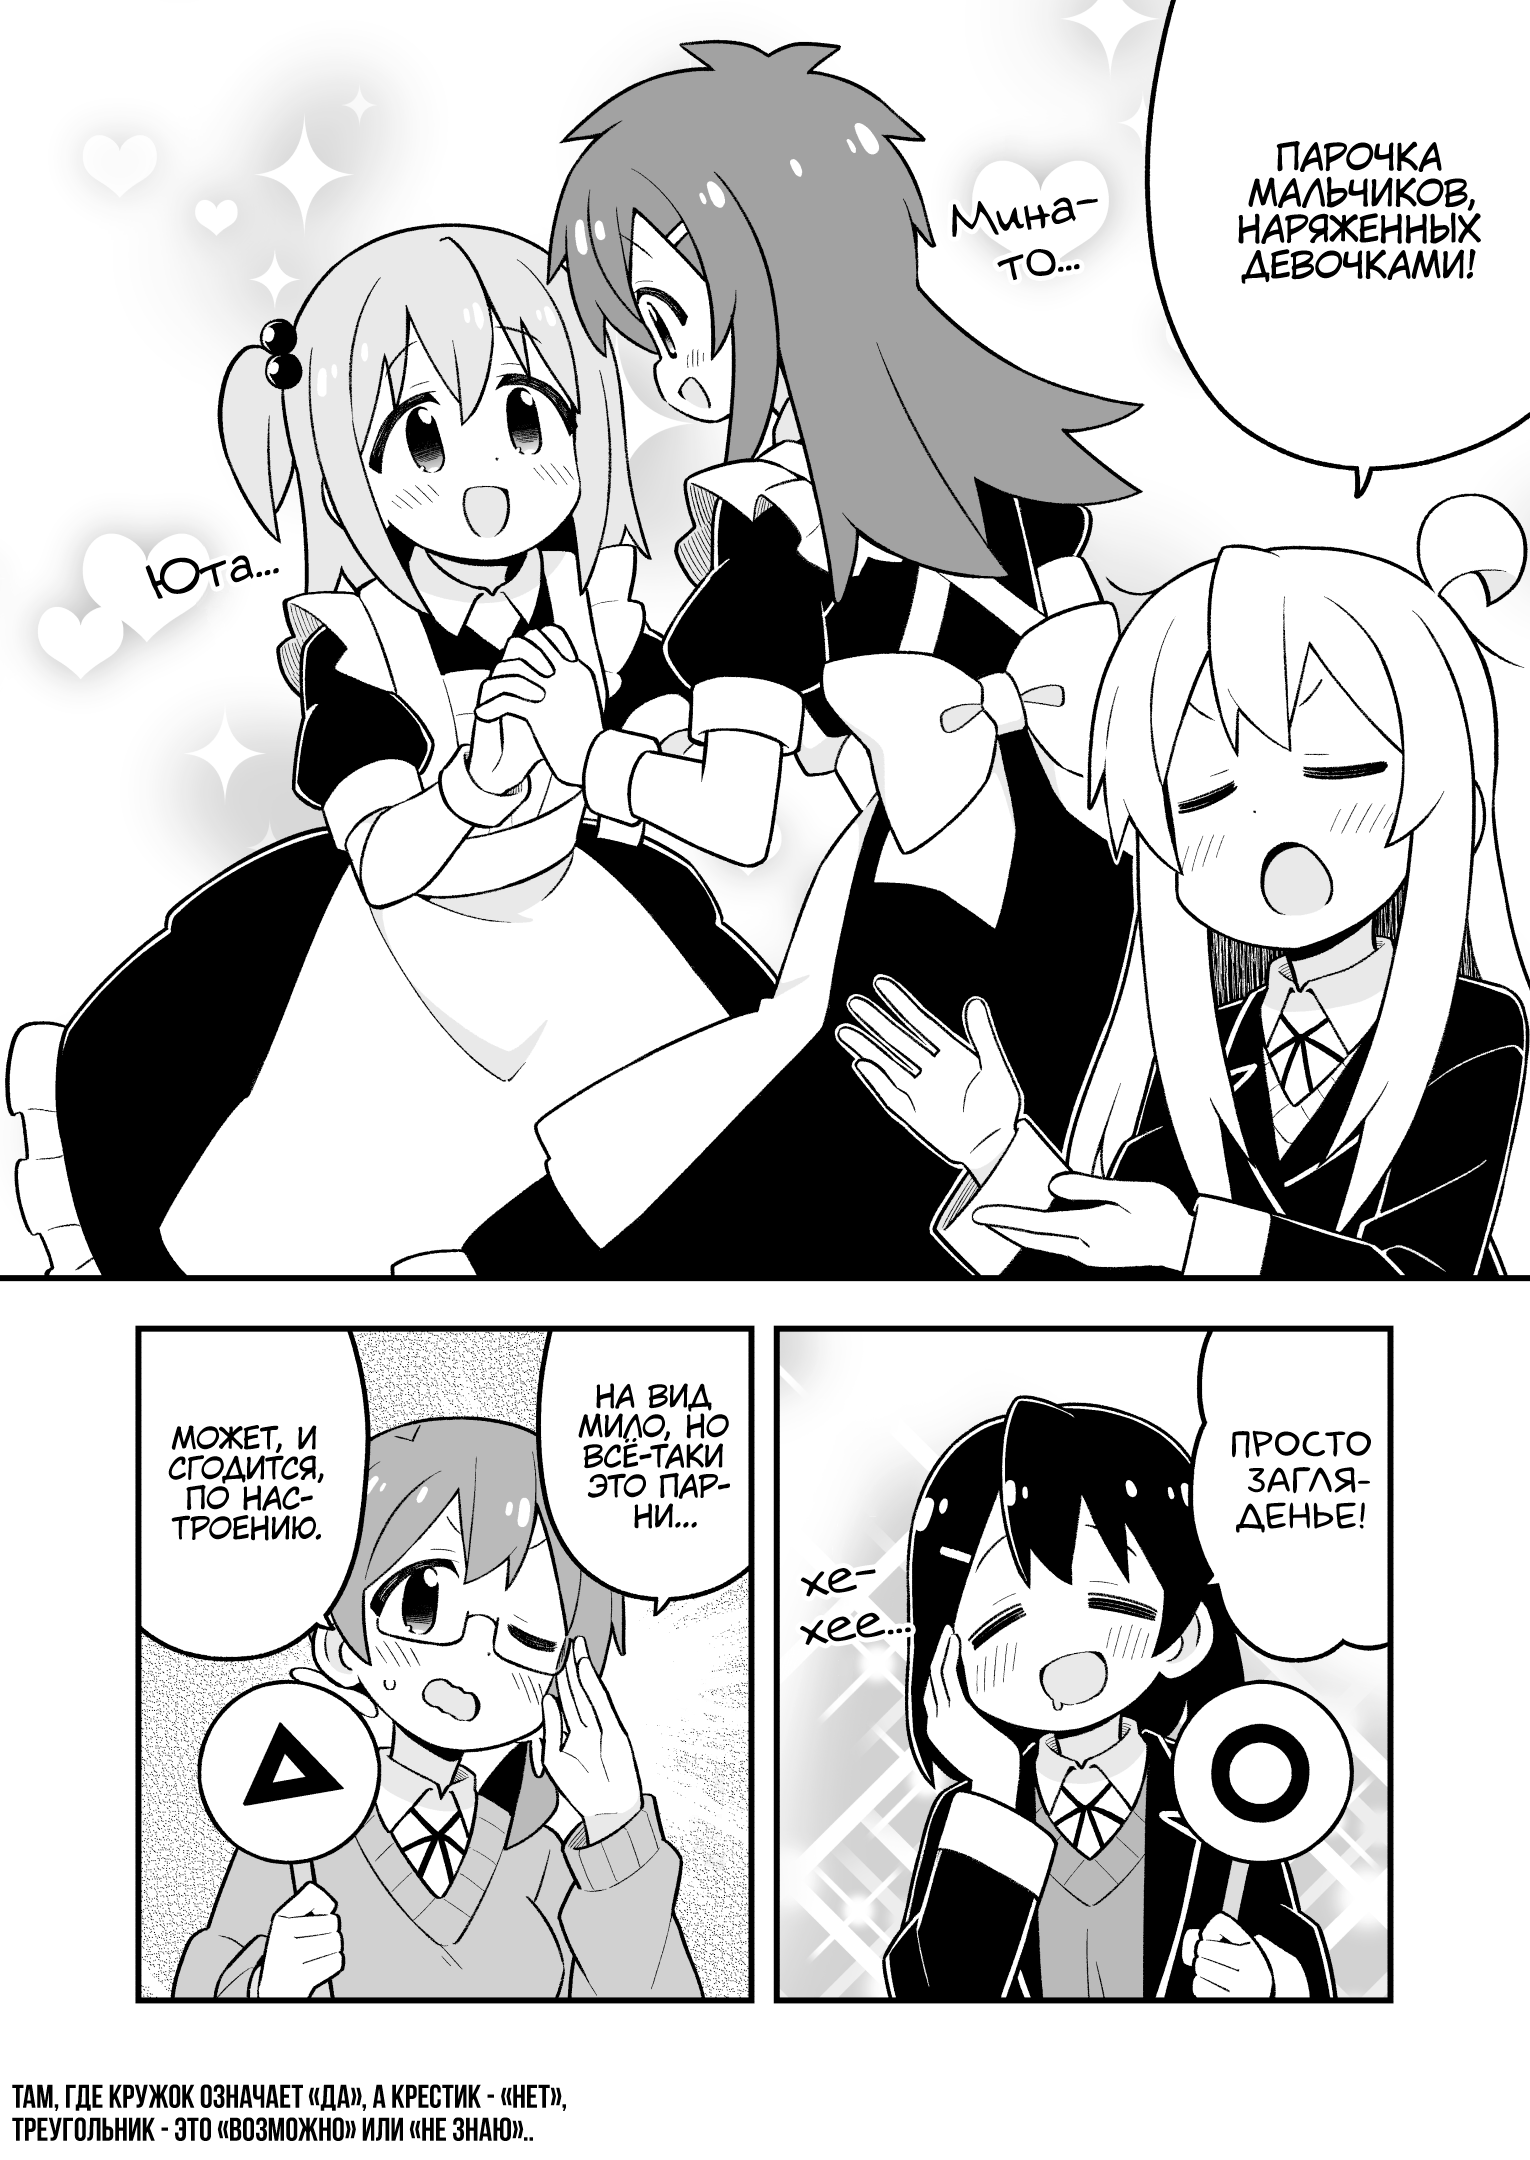 ПАРОЧКА
МАЛЬЧИКОВ,
НАРЯЖЕННЫХ
ДЕВОЧКАМИ!
Мина-
то...
Юта...
ПРОСТО
ЗАГЛЯ-
ДЕНЬЕ!
хе-
хее...
НА ВИД
МИЛО, НО
ВСЁ-ТАКИ
ЭТО ПАР-
НИ...
МОЖЕТ, И
СГОДИТСЯ,
ПО НАС-
ТРОЕНИЮ.
ТАМ, ГДЕ КРУЖОК ОЗНАЧАЕТ «ДА», А КРЕСТИК - «НЕТ»,
ТРЕУГОЛЬНИК - ЭТО «ВОЗМОЖНО» ИЛИ «НЕ ЗНАЮ»..